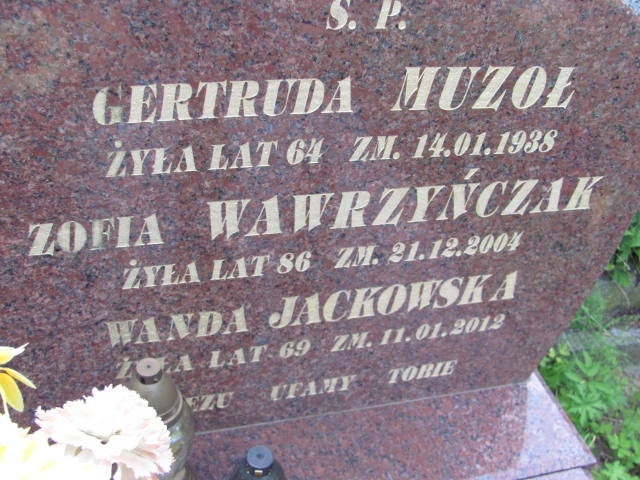 Ś. P.
GERTRUDA MUZOŁ
ŻYŁA LAT 64 ZM. 14.01.1938
ZOFIA WAWRZYŃCZAK
ŻYŁA LAT 86 ZM. 21.12.2004
WANDA JACKOWSKA
ŻYŁA LAT 69 ZM. 11.01.2012
UFAMY TOBIE